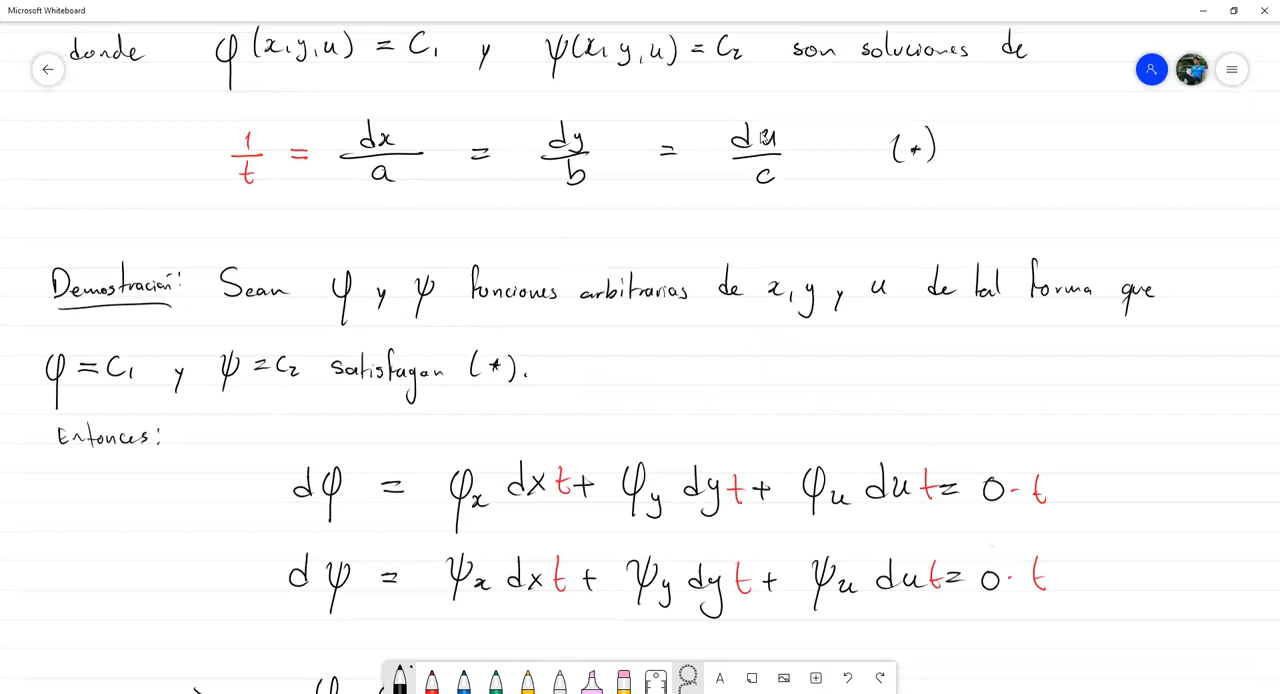 Microsoft Whiteboard
donde φ(x, y, u) = C1 y ψ(x, y, u) = C2 son soluciones de
1/t = dx/a = dy/b = du/c (*)
Demostración: Sean φ y ψ funciones arbitrarias de x, y y u de tal forma que
φ = C1 y ψ = C2 satisfagan (*).
Entonces:
dφ = φx dx t + φy dy t + φu du t = 0 · t
dψ = ψx dx t + ψy dy t + ψu du t = 0 · t